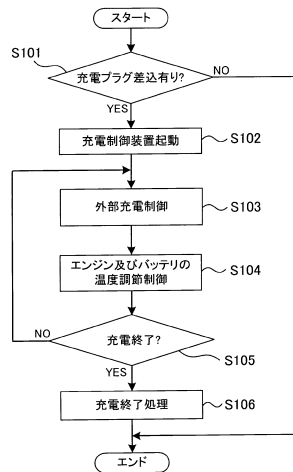 スタート
S101
充電プラグ差込有り?
NO
YES
充電制御装置起動
S102
外部充電制御
S103
エンジン及びバッテリの
温度調節制御
S104
充電終了?
NO
S105
YES
充電終了処理
S106
エンド